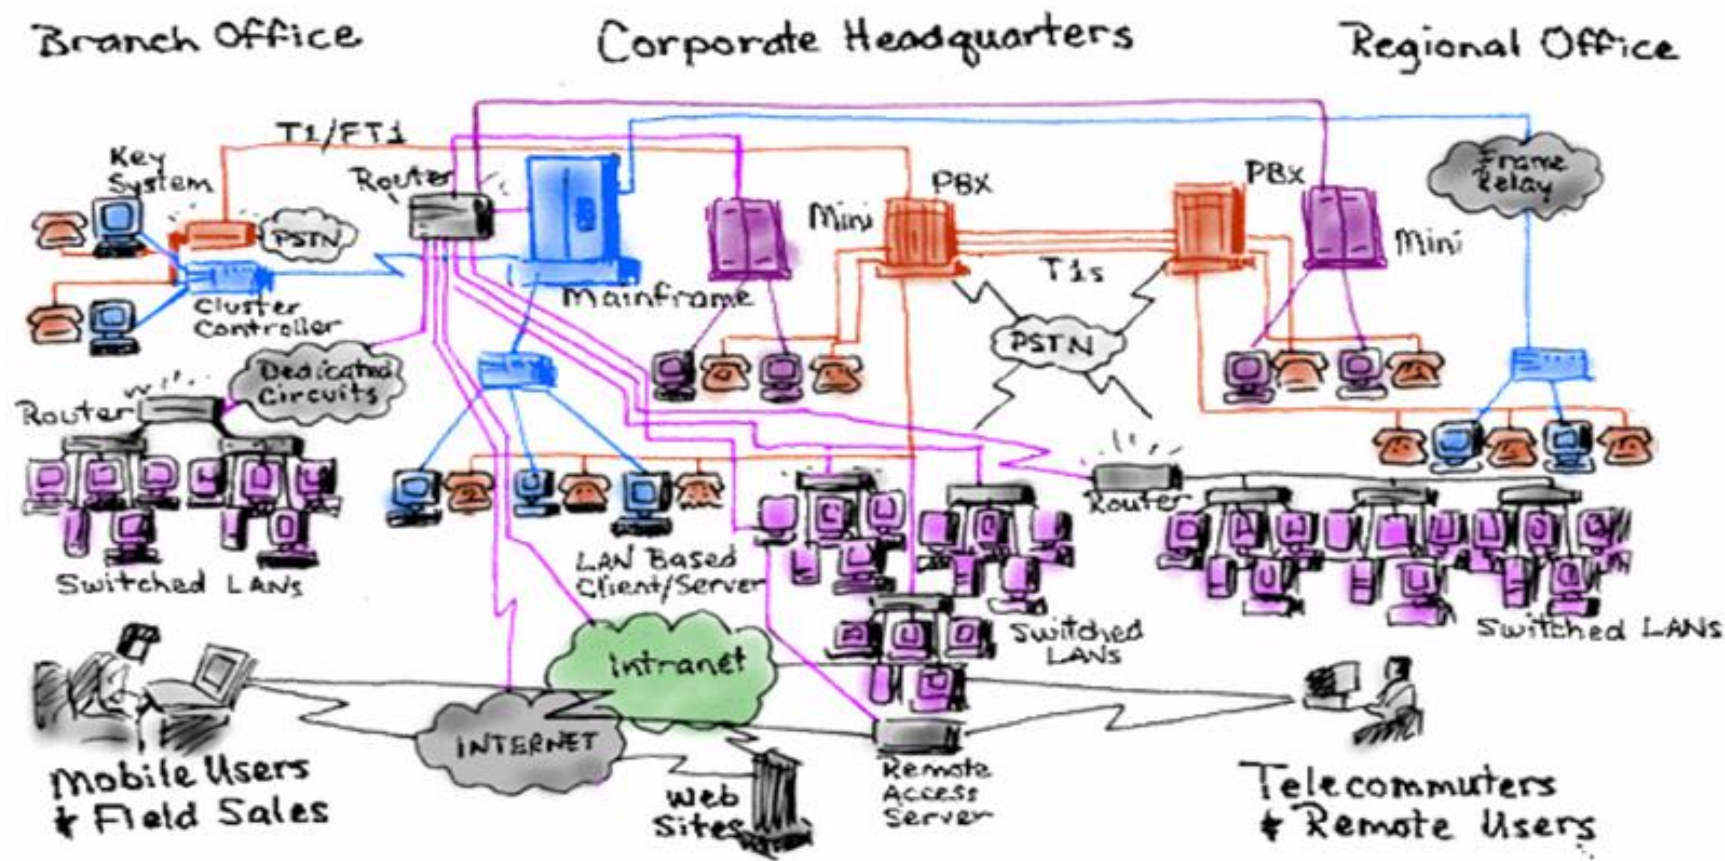 Branch Office
Corporate Headquarters
Regional Office
T1/FT1
Key
System
Router
PSTN
Cluster
Controller
Mainframe
Mini
PBX
T1s
PSTN
PBX
Mini
Frame
Relay
Dedicated
Circuits
Router
Switched LANs
LAN Based
Client/Server
Switched
LANs
Router
Switched LANs
Intranet
INTERNET
Mobile Users
& Field Sales
Web
Sites
Remote
Access
Server
Telecommuters
& Remote Users